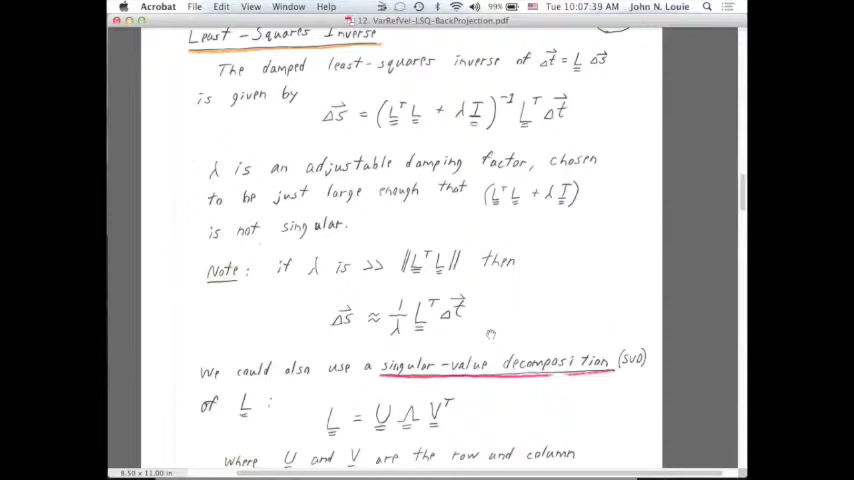 Acrobat File Edit View Window Help 99% Tue 10:07:39 AM John N. Louie
12. VarRefVel-LSQ-BackProjection.pdf
Least-Squares Inverse
The damped least-squares inverse of Δt⃗ = L Δs⃗
is given by
Δs⃗ = (LᵀL + λI)⁻¹ Lᵀ Δt⃗
λ is an adjustable damping factor, chosen
to be just large enough that (LᵀL + λI)
is not singular.
Note: if λ is >> ||LᵀL|| then
Δs⃗ ≈ 1/λ Lᵀ Δt⃗
We could also use a singular-value decomposition (SVD)
of L :
L = U Λ Vᵀ
where U and V are the row and column
8.50 x 11.00 in